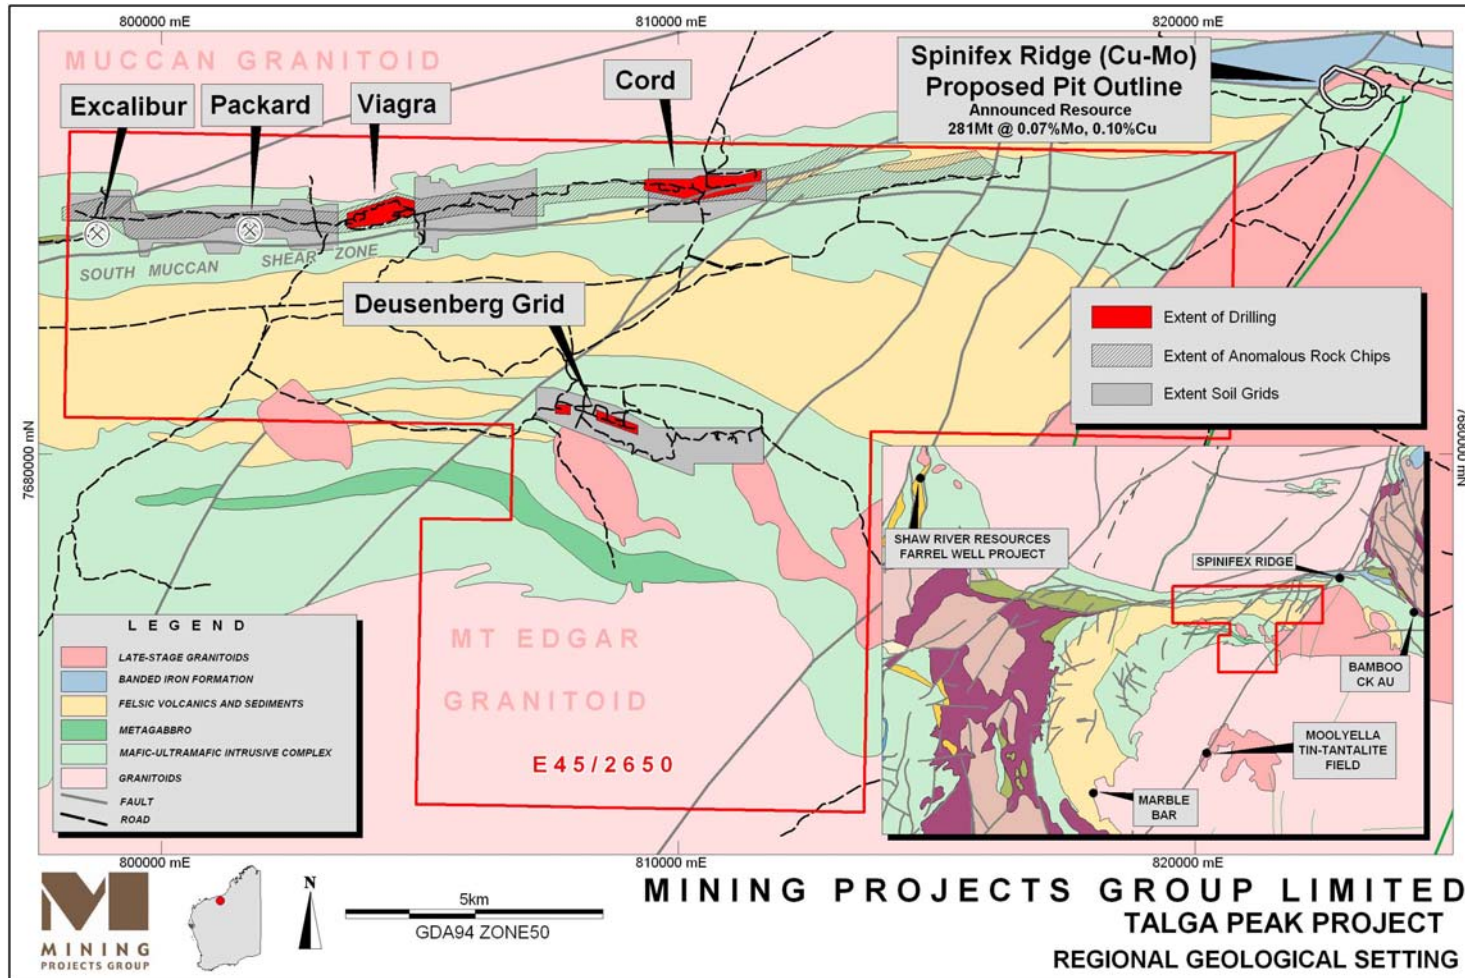 800000 mE
810000 mE
820000 mE
MUCCAN GRANITOID
Excalibur
Packard
Viagra
Cord
Spinifex Ridge (Cu-Mo)
Proposed Pit Outline
Announced Resource
281Mt @ 0.07%Mo, 0.10%Cu
SOUTH MUCCAN SHEAR ZONE
Deusenberg Grid
Extent of Drilling
Extent of Anomalous Rock Chips
Extent Soil Grids
7680000 mN
7680000 mN
SHAW RIVER RESOURCES
FARREL WELL PROJECT
SPINIFEX RIDGE
BAMBOO
CK AU
MOOLYELLA
TIN-TANTALITE
FIELD
MARBLE
BAR
MT EDGAR
GRANITOID
E45/2650
LEGEND
LATE-STAGE GRANITOIDS
BANDED IRON FORMATION
FELSIC VOLCANICS AND SEDIMENTS
METAGABBRO
MAFIC-ULTRAMAFIC INTRUSIVE COMPLEX
GRANITOIDS
FAULT
ROAD
800000 mE
810000 mE
820000 mE
M
MINING
PROJECTS GROUP
N
5km
GDA94 ZONE50
MINING PROJECTS GROUP LIMITED
TALGA PEAK PROJECT
REGIONAL GEOLOGICAL SETTING